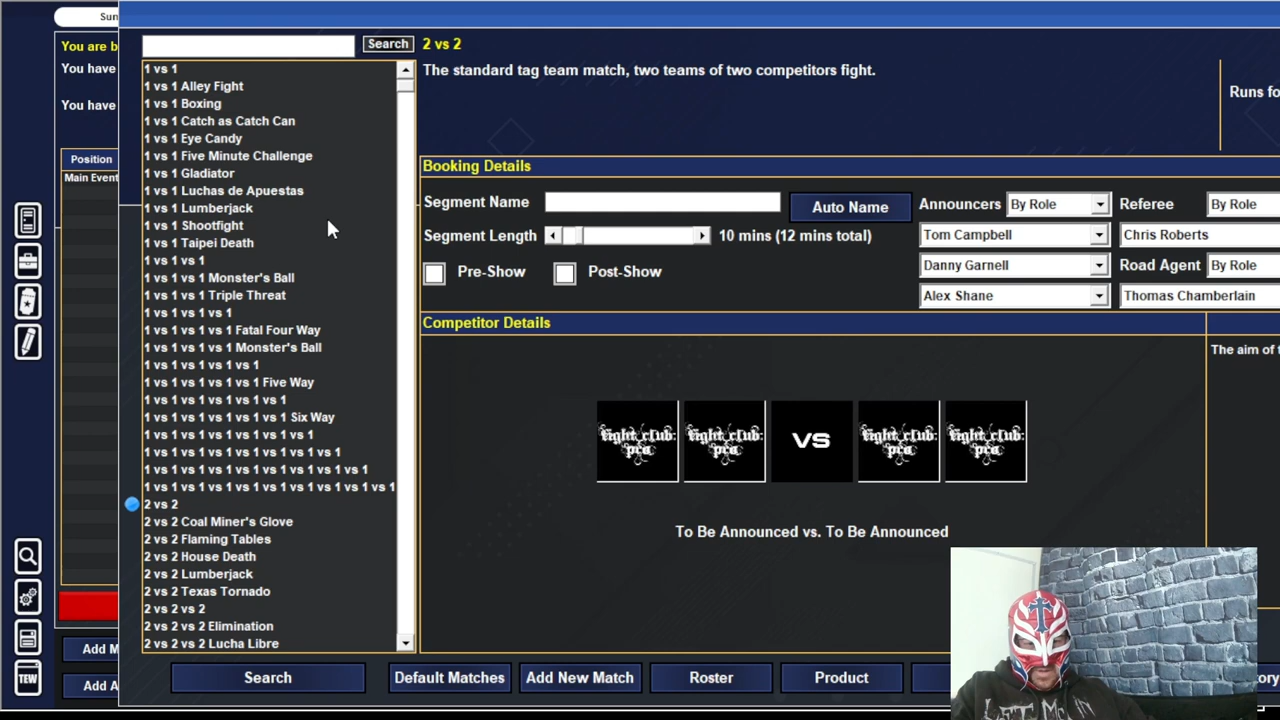 Sun
You are b
You have
You have
Position
Main Event
Add M
Add A
TEW
Search
2 vs 2
The standard tag team match, two teams of two competitors fight.
Runs fo
1 vs 1
1 vs 1 Alley Fight
1 vs 1 Boxing
1 vs 1 Catch as Catch Can
1 vs 1 Eye Candy
1 vs 1 Five Minute Challenge
1 vs 1 Gladiator
1 vs 1 Luchas de Apuestas
1 vs 1 Lumberjack
1 vs 1 Shootfight
1 vs 1 Taipei Death
1 vs 1 vs 1
1 vs 1 vs 1 Monster's Ball
1 vs 1 vs 1 Triple Threat
1 vs 1 vs 1 vs 1
1 vs 1 vs 1 vs 1 Fatal Four Way
1 vs 1 vs 1 vs 1 Monster's Ball
1 vs 1 vs 1 vs 1 vs 1
1 vs 1 vs 1 vs 1 vs 1 Five Way
1 vs 1 vs 1 vs 1 vs 1 vs 1
1 vs 1 vs 1 vs 1 vs 1 vs 1 Six Way
1 vs 1 vs 1 vs 1 vs 1 vs 1 vs 1
1 vs 1 vs 1 vs 1 vs 1 vs 1 vs 1 vs 1
1 vs 1 vs 1 vs 1 vs 1 vs 1 vs 1 vs 1 vs 1
1 vs 1 vs 1 vs 1 vs 1 vs 1 vs 1 vs 1 vs 1 vs 1
2 vs 2
2 vs 2 Coal Miner's Glove
2 vs 2 Flaming Tables
2 vs 2 House Death
2 vs 2 Lumberjack
2 vs 2 Texas Tornado
2 vs 2 vs 2
2 vs 2 vs 2 Elimination
2 vs 2 vs 2 Lucha Libre
Booking Details
Segment Name
Auto Name
Announcers By Role
Referee By Role
Segment Length
10 mins (12 mins total)
Tom Campbell
Chris Roberts
Pre-Show
Post-Show
Danny Garnell
Road Agent By Role
Alex Shane
Thomas Chamberlain
Competitor Details
The aim of t
fight club: pro
fight club: pro
VS
fight club: pro
fight club: pro
To Be Announced vs. To Be Announced
Search
Default Matches
Add New Match
Roster
Product
tory
LET ME IN